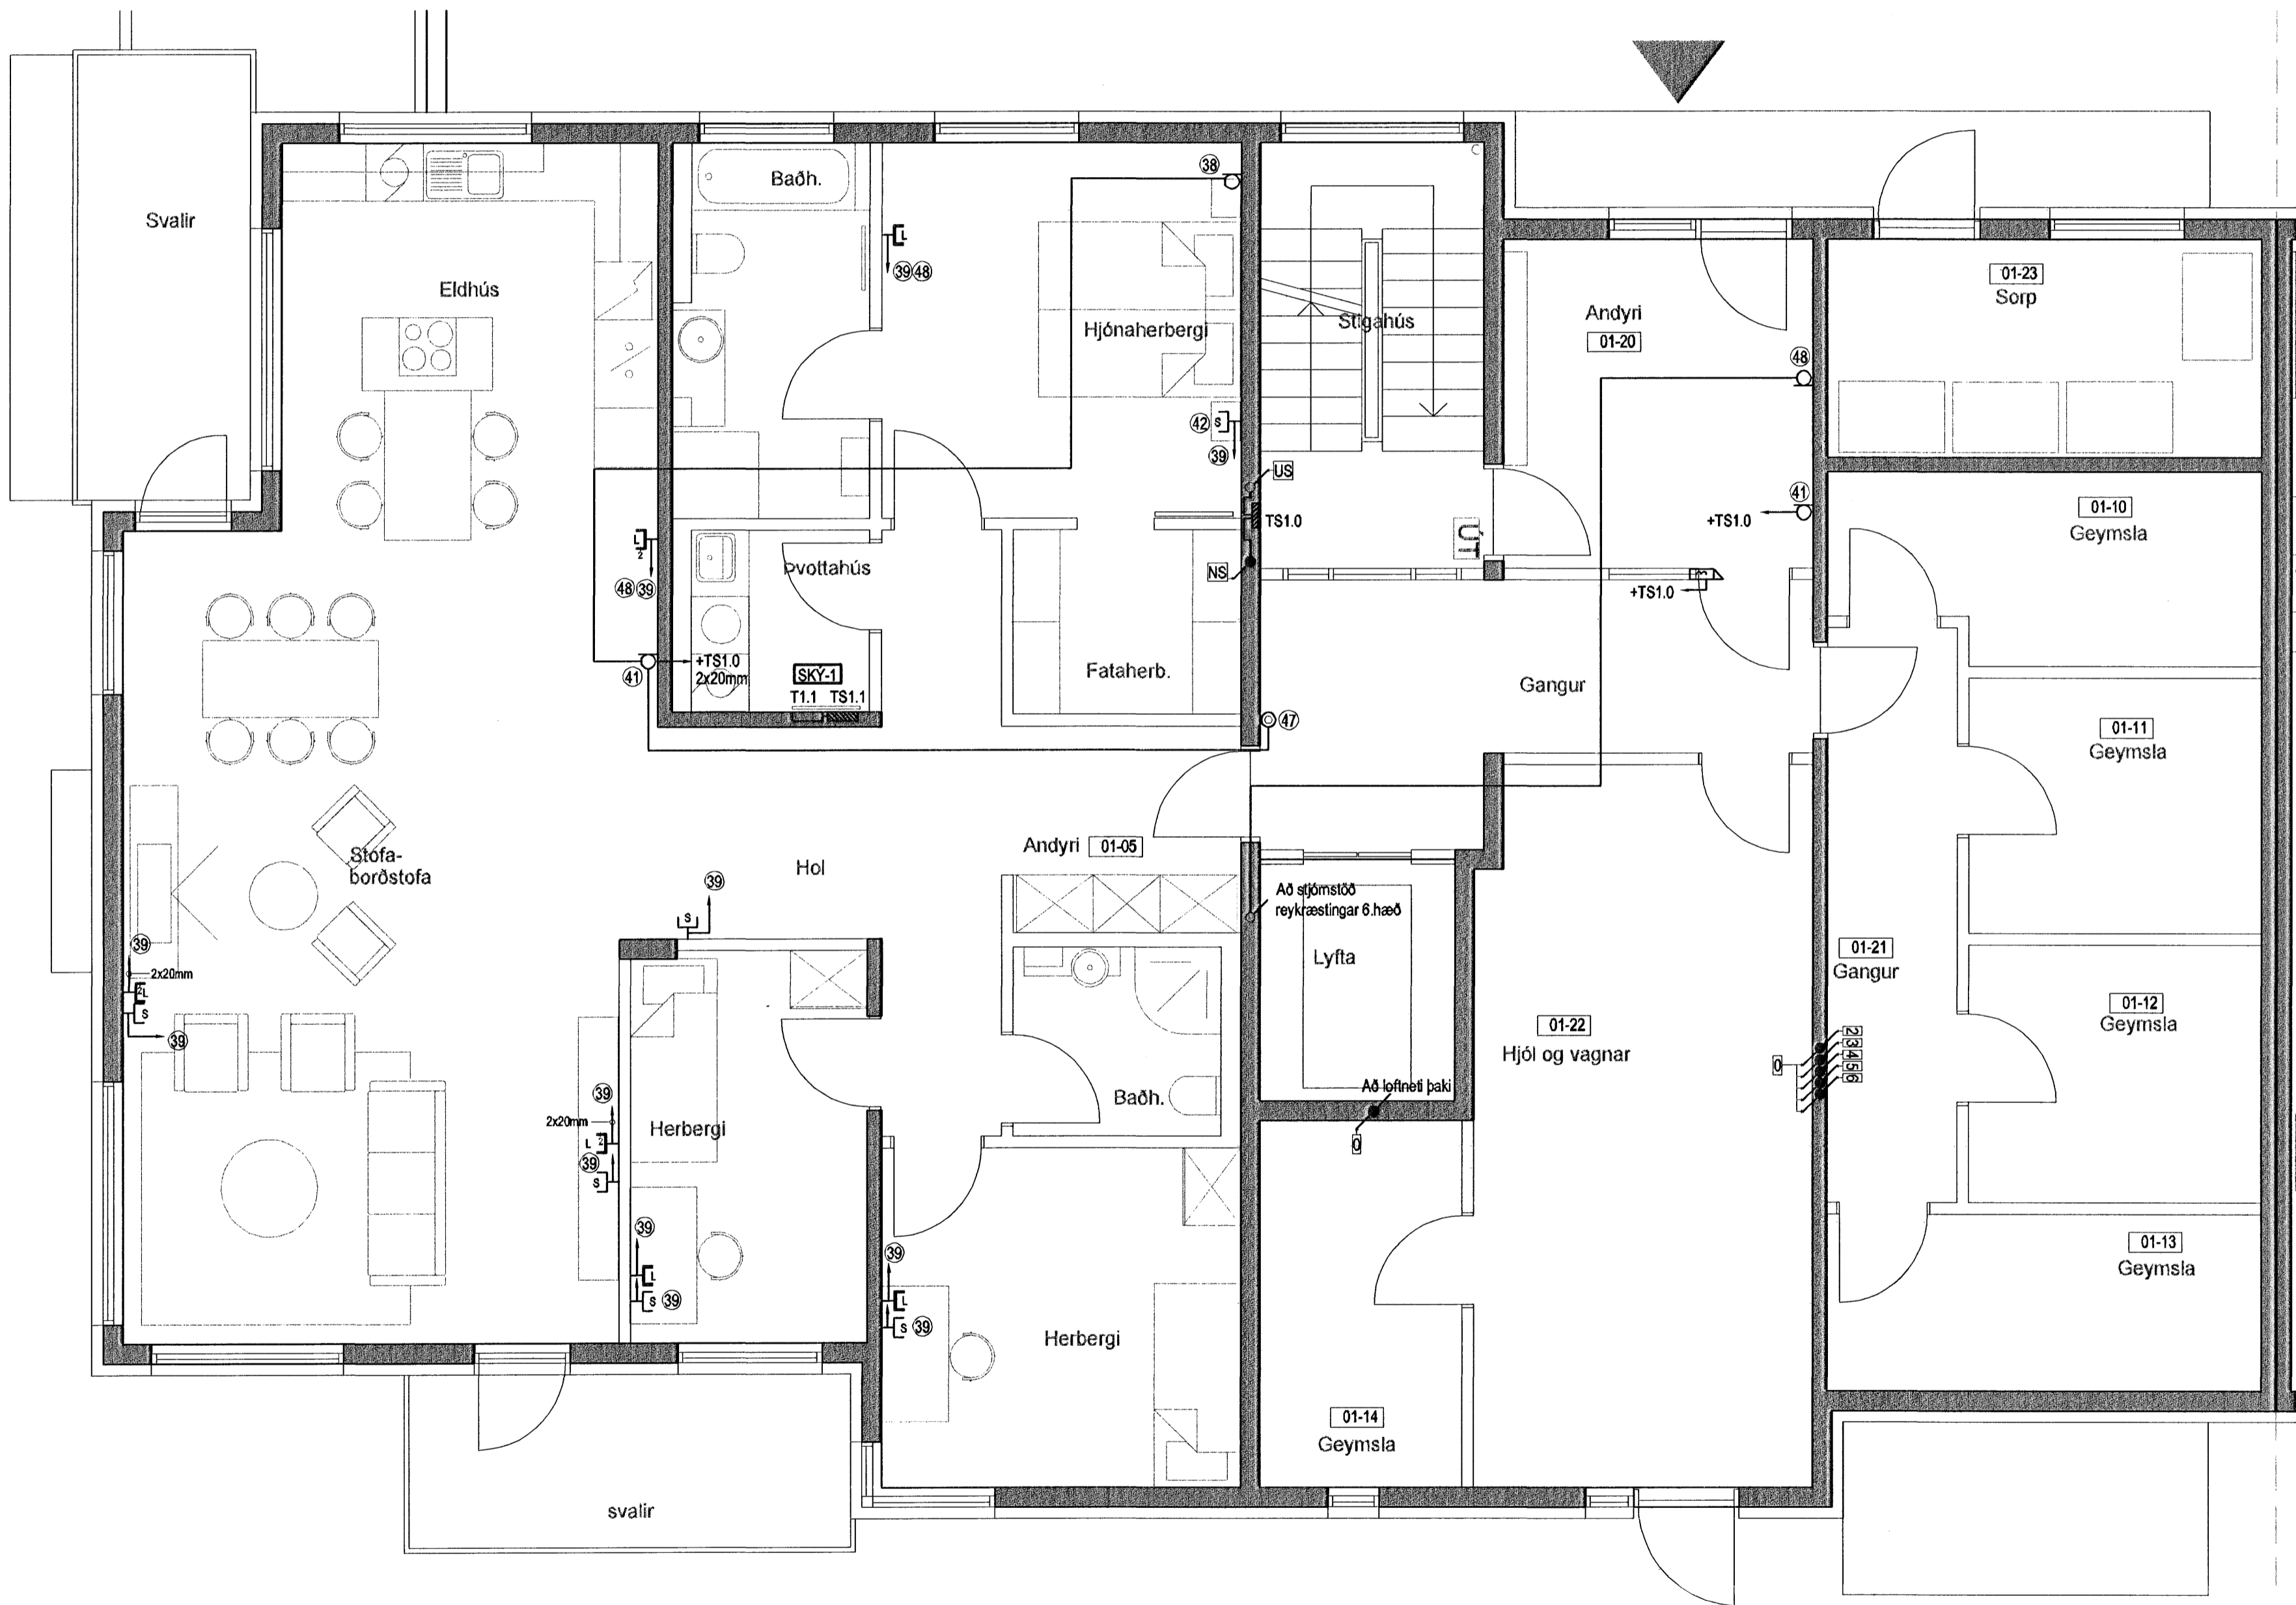 Svalir
Eldhús
Baðh.
L
39 48
38
Hjónaherbergi
42 S
39
Stigahús
US
TS1.0
NS
ÚT
Andyri
01-20
48
41
+TS1.0
+TS1.0
01-23
Sorp
01-10
Geymsla
01-11
Geymsla
01-12
Geymsla
01-13
Geymsla
L
2
48 39
41
+TS1.0
2x20mm
Þvottahús
SKÝ-1
T1.1 TS1.1
Fataherb.
47
Gangur
Stofa-
borðstofa
Hol
Andyri 01-05
Að stjórnstöð
reykræstingar 6.hæð
Lyfta
39
S
39
2x20mm
2 L
S
39
39
2x20mm
L 2
39
S
Herbergi
39
L
S 39
Baðh.
39
L
S 39
Herbergi
Að loftneti þaki
0
01-22
Hjól og vagnar
01-21
Gangur
0
2
3
4
5
6
01-14
Geymsla
svalir